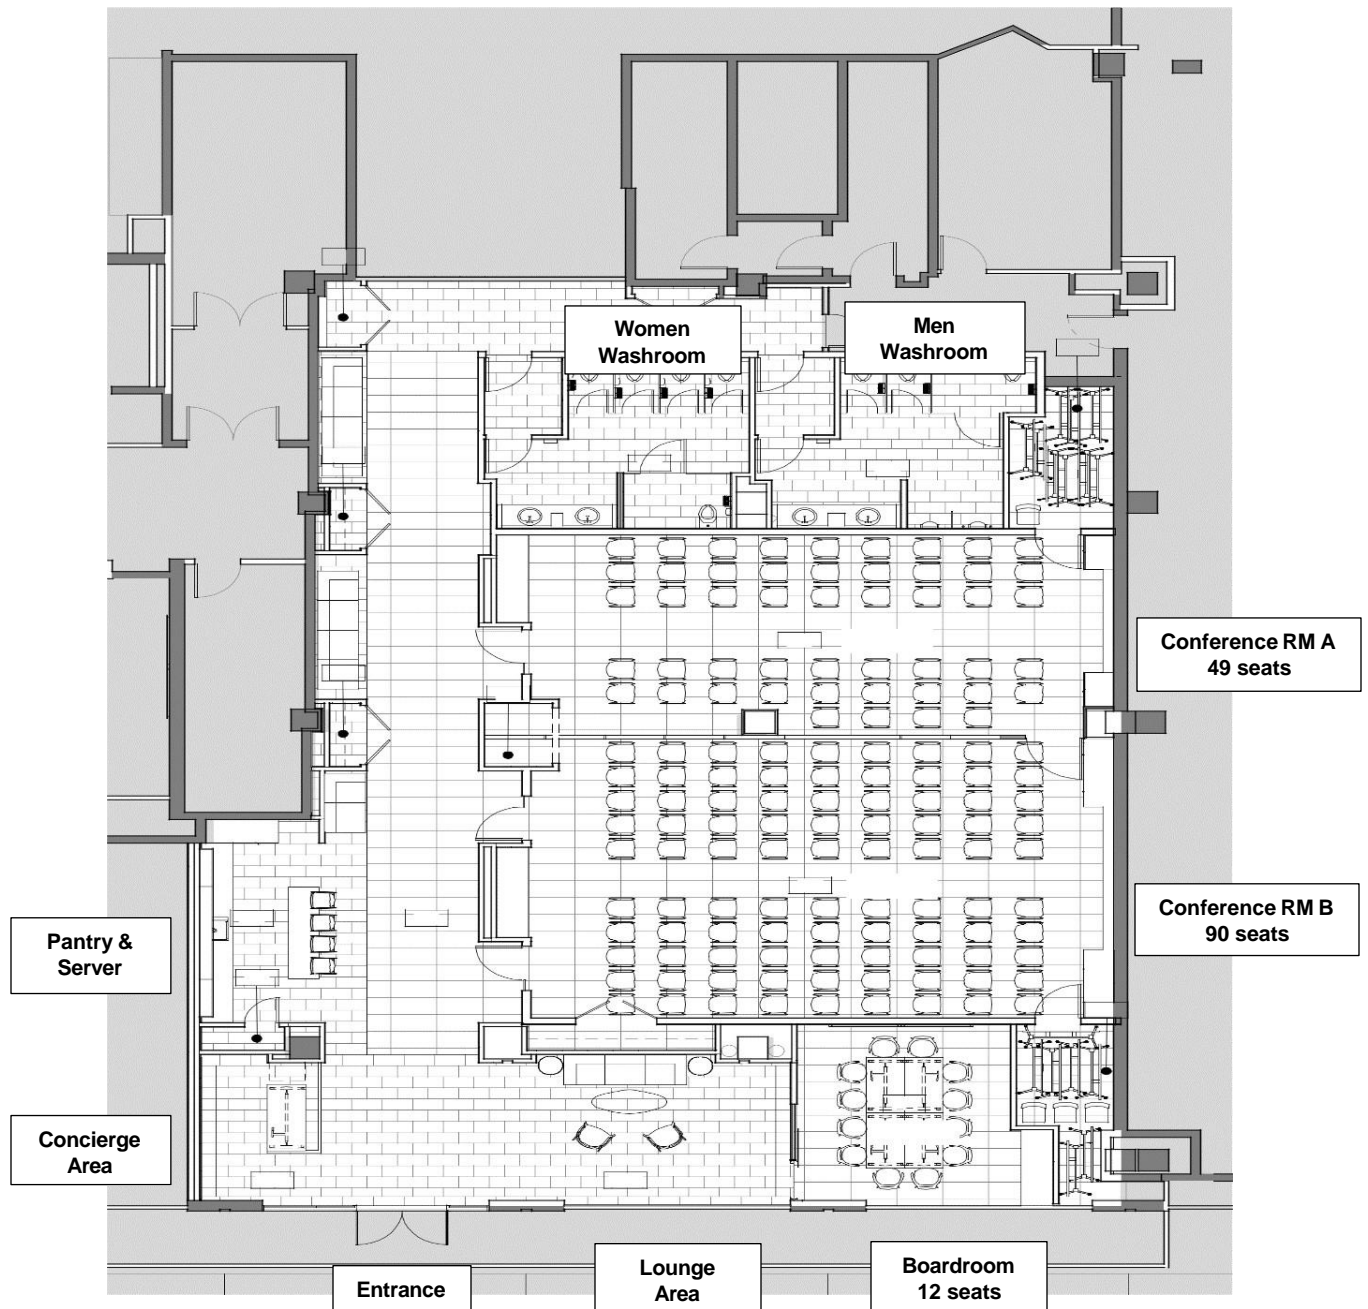 Women
Washroom
Men
Washroom
Conference RM A
49 seats
Conference RM B
90 seats
Pantry &
Server
Concierge
Area
Entrance
Lounge
Area
Boardroom
12 seats